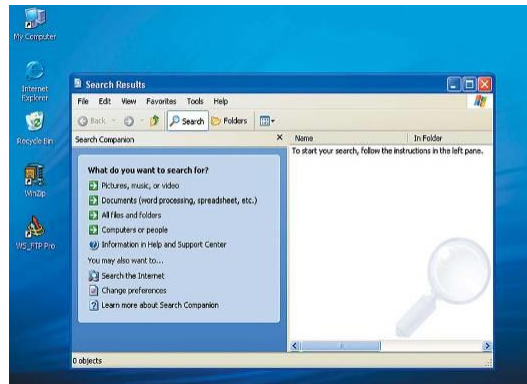 My Computer
Internet
Explorer
Recycle Bin
WinZip
WS_FTP Pro
Search Results
File Edit View Favorites Tools Help
Back Search Folders
Search Companion
Name In Folder
To start your search, follow the instructions in the left pane.
What do you want to search for?
Pictures, music, or video
Documents (word processing, spreadsheet, etc.)
All files and folders
Computers or people
Information in Help and Support Center
You may also want to...
Search the Internet
Change preferences
Learn more about Search Companion
0 objects